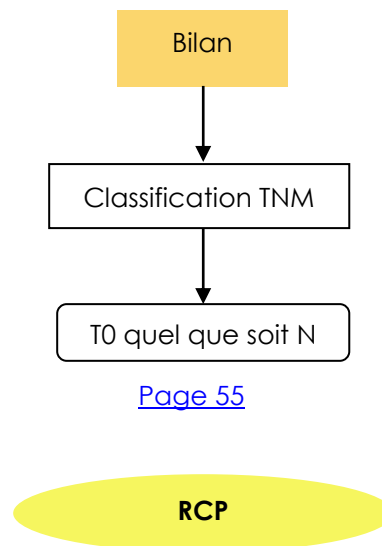 Bilan
Classification TNM
T0 quel que soit N
Page 55
RCP